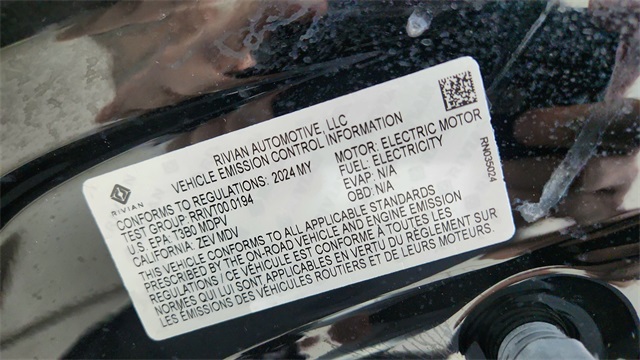 RIVIAN AUTOMOTIVE, LLC
VEHICLE EMISSION CONTROL INFORMATION
RIVIAN
CONFORMS TO REGULATIONS: 2024 MY
TEST GROUP: RRIVT00.0194
U.S. EPA: T3B0 MDPV
CALIFORNIA: ZEV MDV
MOTOR: ELECTRIC MOTOR
FUEL: ELECTRICITY
EVAP: N/A
OBD: N/A
RN035024
THIS VEHICLE CONFORMS TO ALL APPLICABLE STANDARDS
PRESCRIBED BY THE ON-ROAD VEHICLE AND ENGINE EMISSION
REGULATIONS / CE VÉHICULE EST CONFORME À TOUTES LES
NORMES QUI LUI SONT APPLICABLES EN VERTU DU RÈGLEMENT SUR
LES ÉMISSIONS DES VÉHICULES ROUTIERS ET DE LEURS MOTEURS.